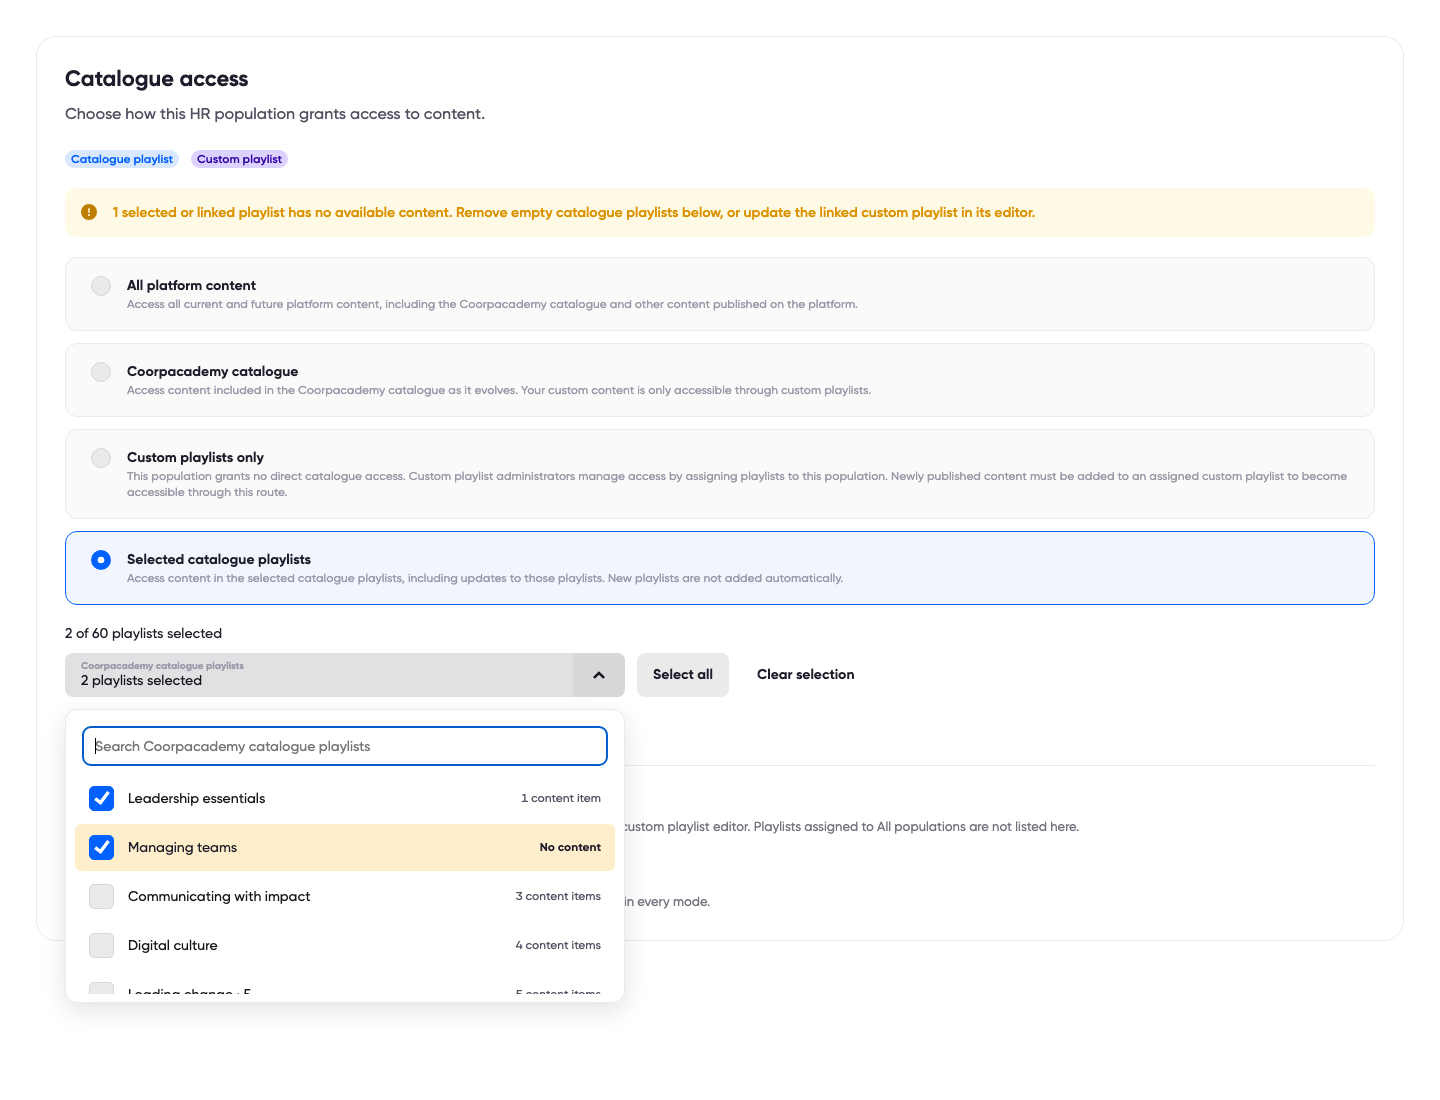 Catalogue access
Choose how this HR population grants access to content.
Catalogue playlist
Custom playlist
1 selected or linked playlist has no available content. Remove empty catalogue playlists below, or update the linked custom playlist in its editor.
All platform content
Access all current and future platform content, including the Coorpacademy catalogue and other content published on the platform.
Coorpacademy catalogue
Access content included in the Coorpacademy catalogue as it evolves. Your custom content is only accessible through custom playlists.
Custom playlists only
This population grants no direct catalogue access. Custom playlist administrators manage access by assigning playlists to this population. Newly published content must be added to an assigned custom playlist to become
accessible through this route.
Selected catalogue playlists
Access content in the selected catalogue playlists, including updates to those playlists. New playlists are not added automatically.
2 of 60 playlists selected
Coorpacademy catalogue playlists
2 playlists selected
Select all
Clear selection
Search Coorpacademy catalogue playlists
Leadership essentials
1 content item
custom playlist editor. Playlists assigned to All populations are not listed here.
Managing teams
No content
Communicating with impact
3 content items
in every mode.
Digital culture
4 content items
Leading change · 5
5 content items